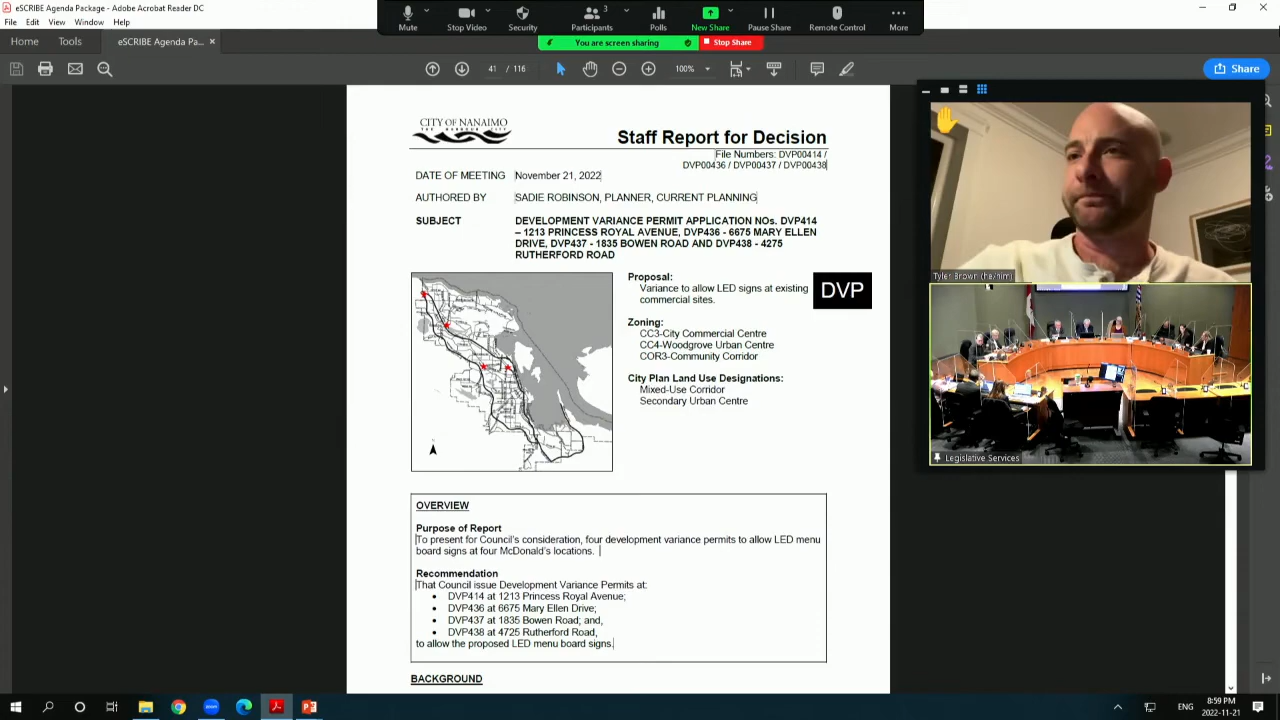 eSCRIBE Agenda Package - Adobe Acrobat Reader DC
File Edit View Window Help
Home Tools eSCRIBE Agenda Pa... ×
Mute Stop Video Security Participants 3 Polls New Share Pause Share Remote Control More
You are screen sharing Stop Share
41 / 116 100% Share
CITY OF NANAIMO
THE HARBOUR CITY
Staff Report for Decision
File Numbers: DVP00414 /
DVP00436 / DVP00437 / DVP00438
DATE OF MEETING November 21, 2022
AUTHORED BY SADIE ROBINSON, PLANNER, CURRENT PLANNING
SUBJECT DEVELOPMENT VARIANCE PERMIT APPLICATION NOs. DVP414
– 1213 PRINCESS ROYAL AVENUE, DVP436 - 6675 MARY ELLEN
DRIVE, DVP437 - 1835 BOWEN ROAD AND DVP438 - 4275
RUTHERFORD ROAD
Proposal:
Variance to allow LED signs at existing
commercial sites.
DVP
Zoning:
CC3-City Commercial Centre
CC4-Woodgrove Urban Centre
COR3-Community Corridor
City Plan Land Use Designations:
Mixed-Use Corridor
Secondary Urban Centre
Tyler Brown (he/him)
Legislative Services
OVERVIEW
Purpose of Report
To present for Council's consideration, four development variance permits to allow LED menu
board signs at four McDonald's locations.
Recommendation
That Council issue Development Variance Permits at:
• DVP414 at 1213 Princess Royal Avenue;
• DVP436 at 6675 Mary Ellen Drive;
• DVP437 at 1835 Bowen Road; and,
• DVP438 at 4725 Rutherford Road,
to allow the proposed LED menu board signs.
BACKGROUND
ENG 8:59 PM
2022-11-21